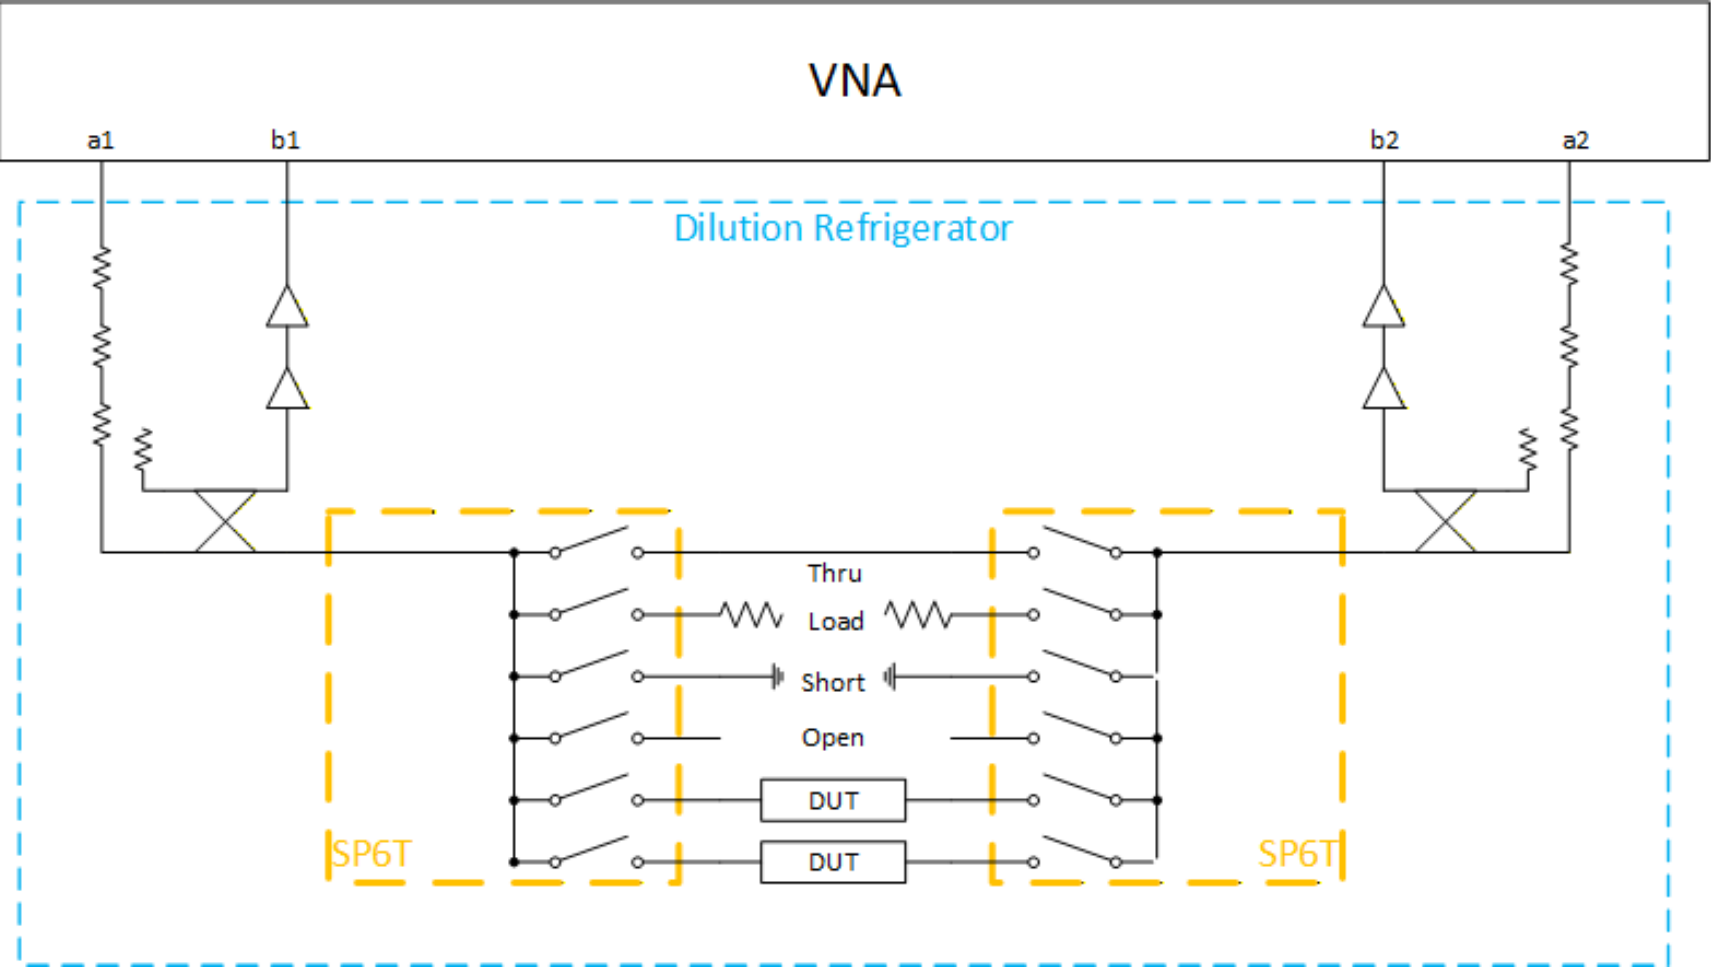 VNA
a1
b1
b2
a2
Dilution Refrigerator
Thru
Load
Short
Open
DUT
SP6T
SP6T
DUT